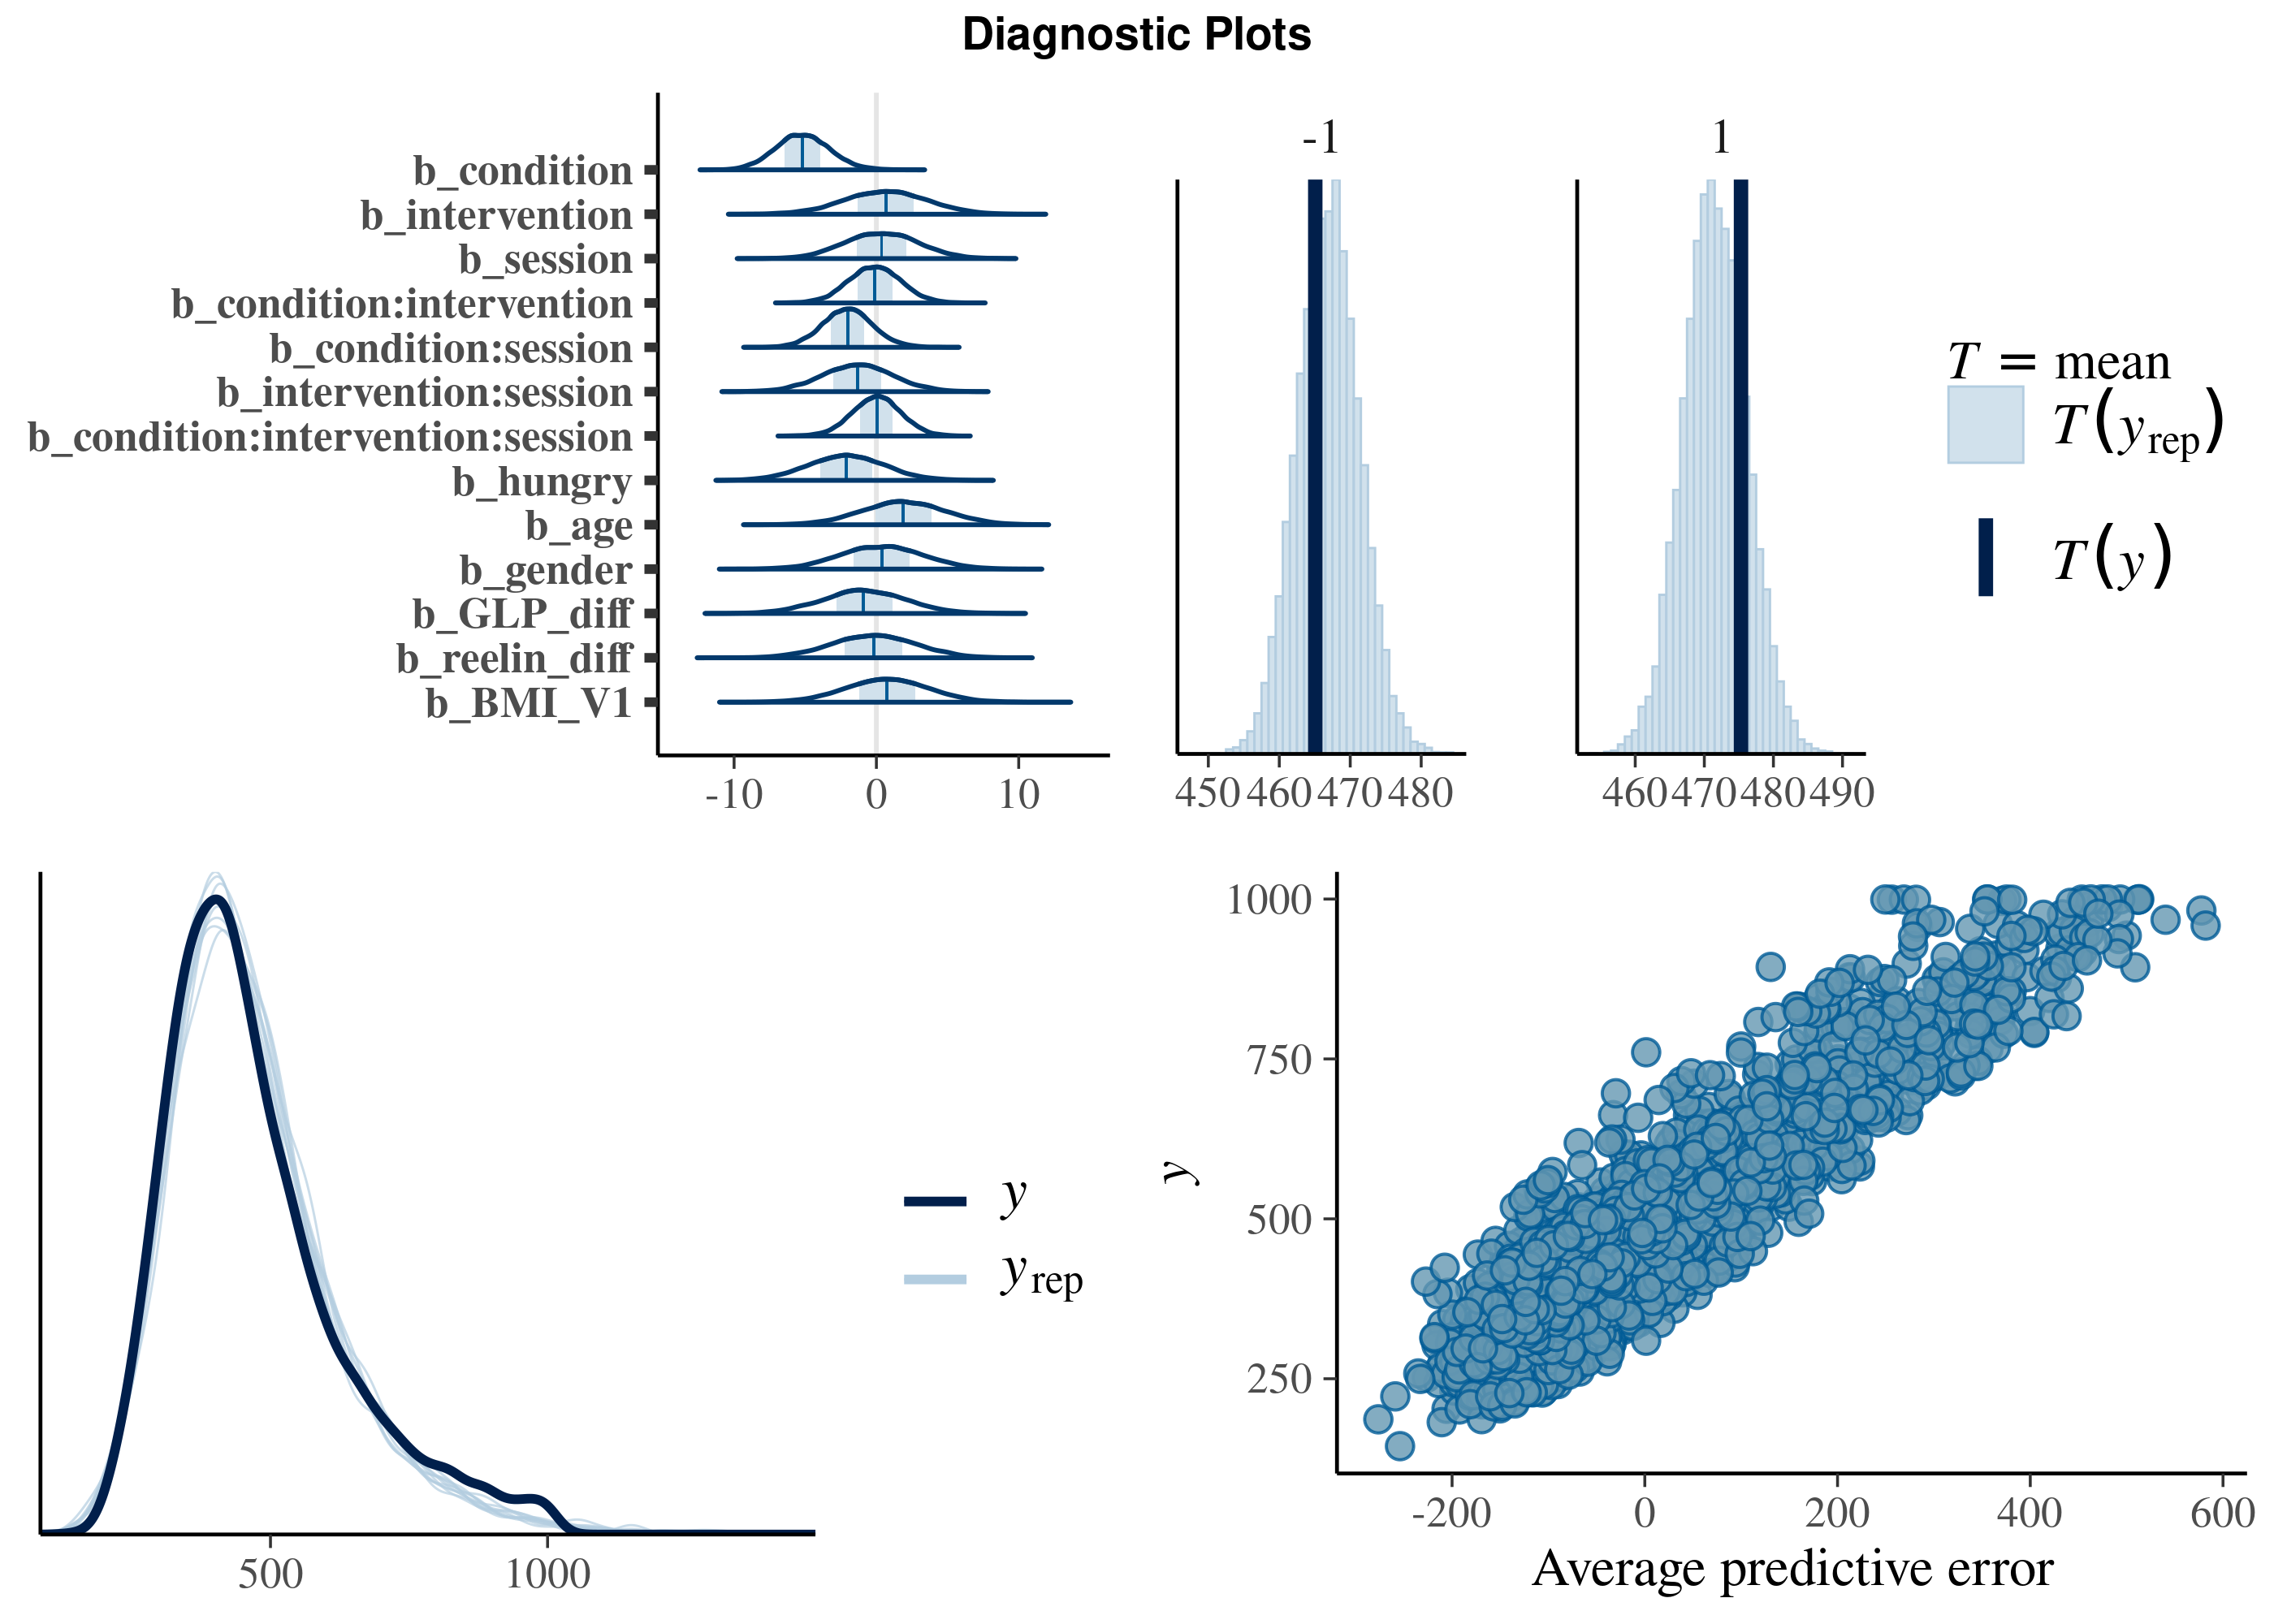 Diagnostic Plots
b_condition
b_intervention
b_session
b_condition:intervention
b_condition:session
b_intervention:session
b_condition:intervention:session
b_hungry
b_age
b_gender
b_GLP_diff
b_reelin_diff
b_BMI_V1
-10 0 10
-1
450 460 470 480
1
460 470 480 490
T = mean
T(yrep)
T(y)
500 1000
y
yrep
y
1000
750
500
250
-200 0 200 400 600
Average predictive error